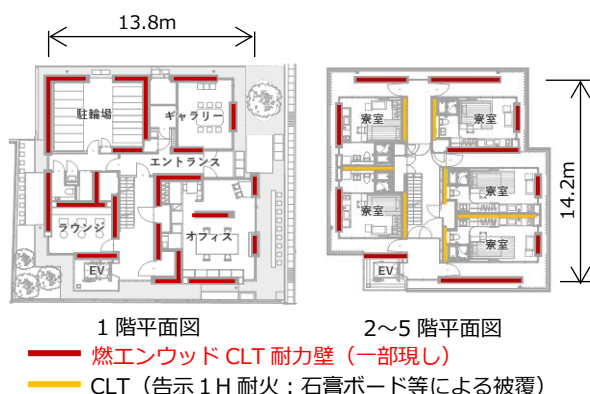 13.8m
駐輪場
ギャラリー
エントランス
ラウンジ
オフィス
EV
寮室
寮室
寮室
寮室
寮室
EV
14.2m
1 階平面図
2~5 階平面図
燃エンウッド CLT 耐力壁(一部現し)
CLT(告示1H 耐火:石膏ボード等による被覆)